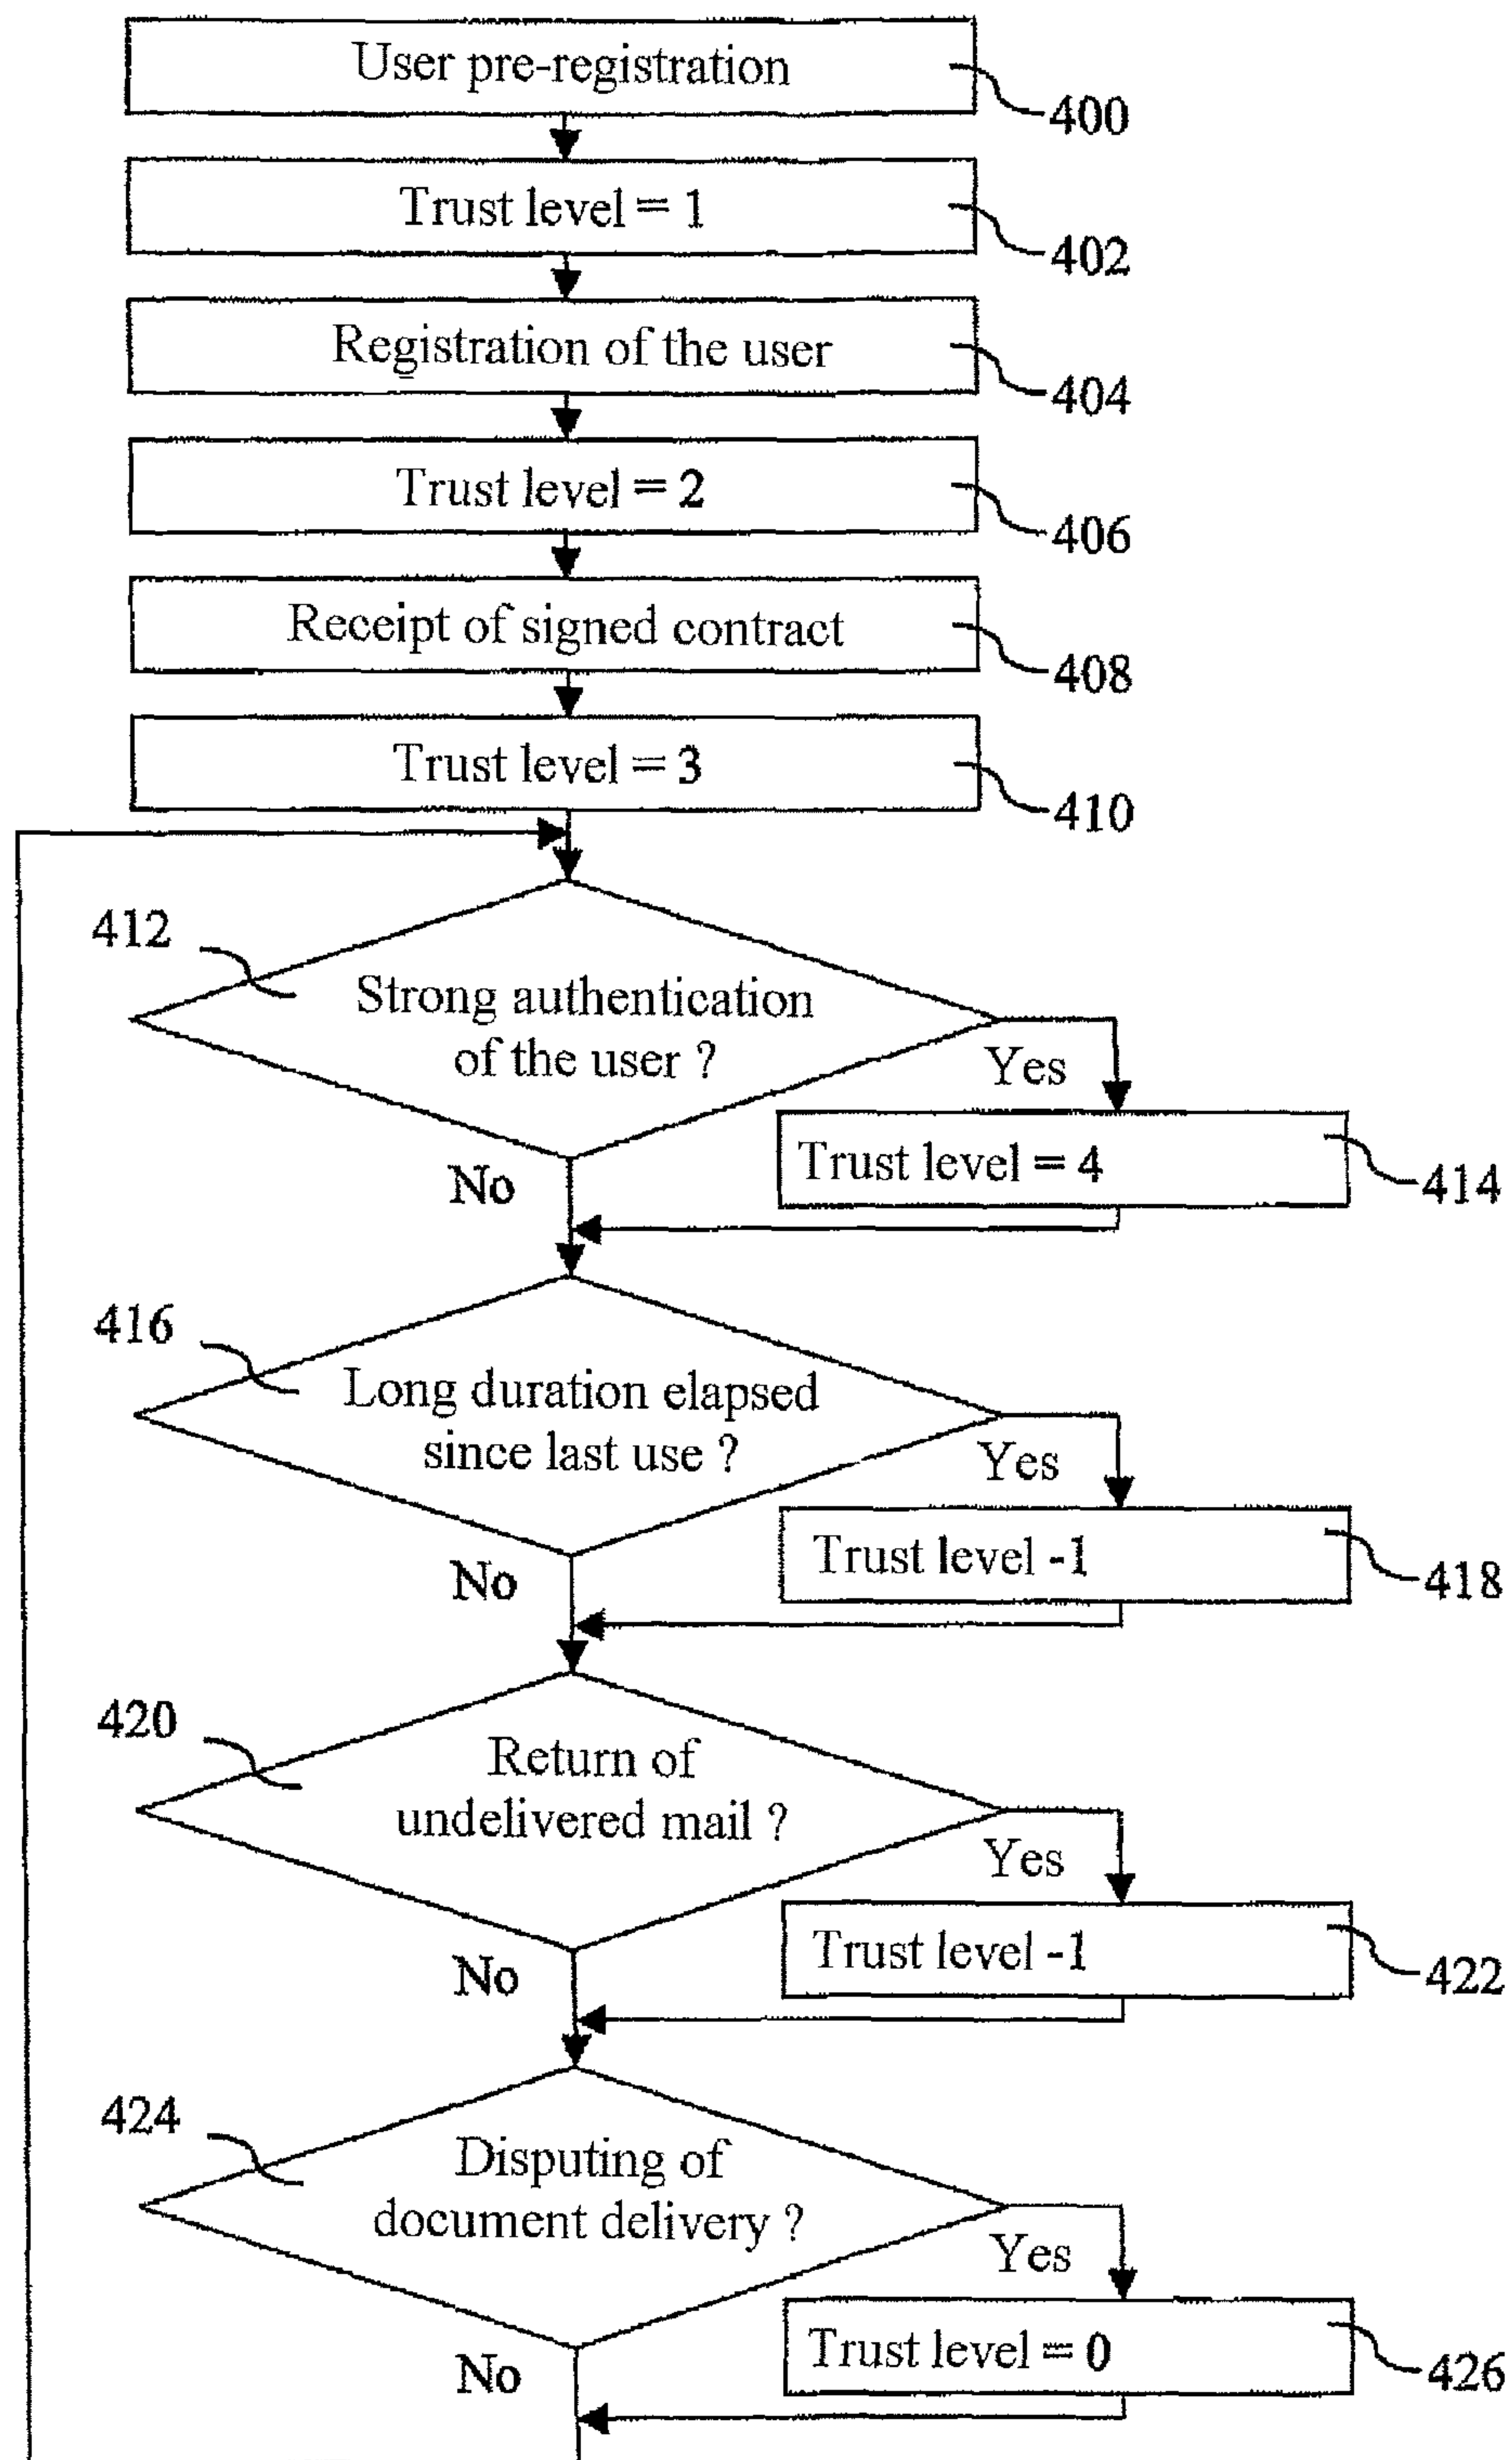 User pre-registration
400
Trust level = 1
402
Registration of the user
404
Trust level = 2
406
Receipt of signed contract
408
Trust level = 3
410
412
Strong authentication
of the user ?
Yes
Trust level = 4
414
No
416
Long duration elapsed
since last use ?
Yes
Trust level -1
418
No
420
Return of
undelivered mail ?
Yes
Trust level -1
422
No
424
Disputing of
document delivery ?
Yes
Trust level = 0
426
No